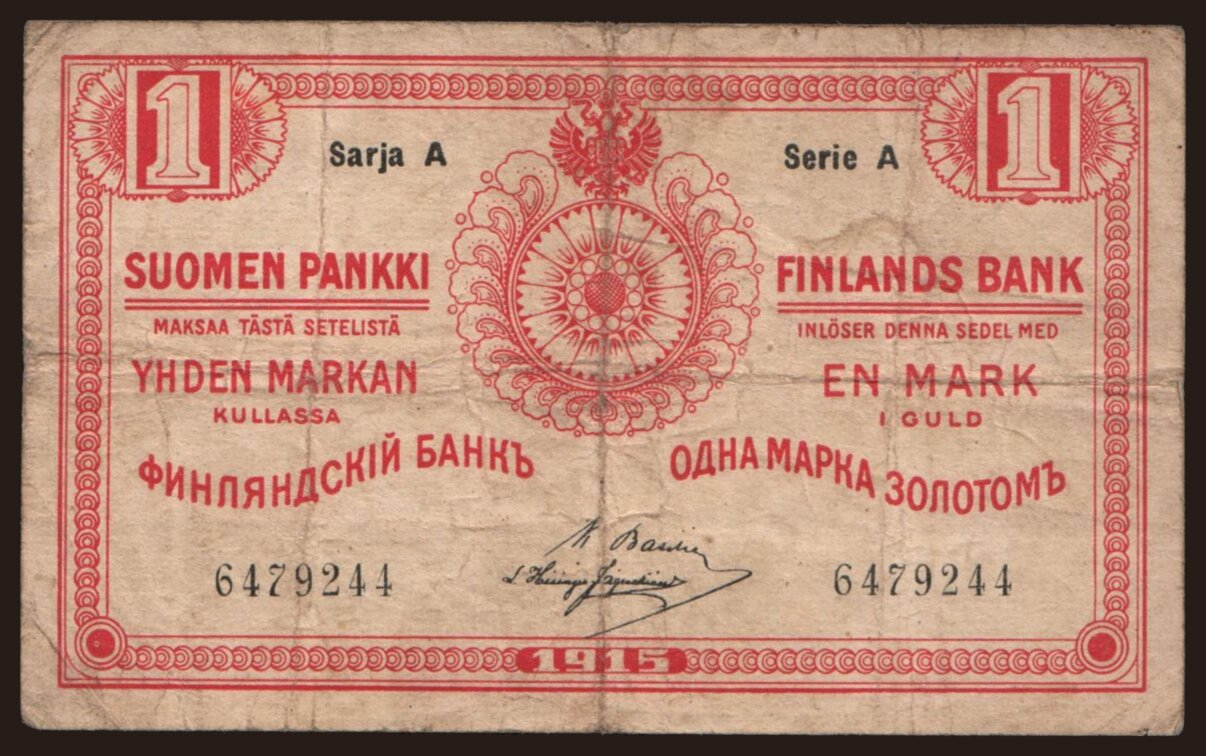 1 1
Sarja A Serie A
SUOMEN PANKKI
MAKSAA TÄSTÄ SETELISTÄ
YHDEN MARKAN
KULLASSA
FINLANDS BANK
INLÖSER DENNA SEDEL MED
EN MARK
I GULD
ФИНЛЯНДСКІЙ БАНКЪ
ОДНА МАРКА ЗОЛОТОМЪ
6479244 6479244
1915